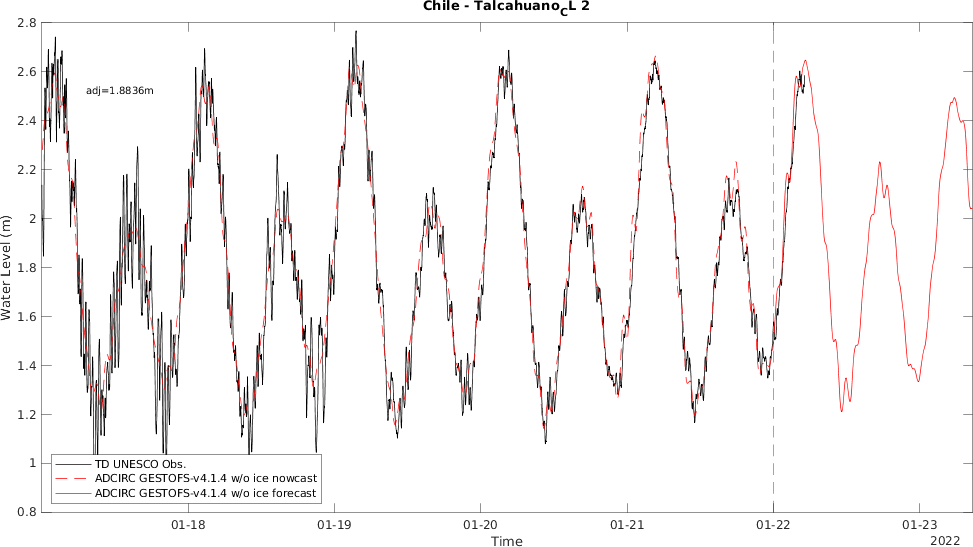 Chile - Talcahuano_CL 2
2.8
2.6
adj=1.8836m
2.4
2.2
2
Water Level (m)
1.8
1.6
1.4
1.2
1
0.8
TD UNESCO Obs.
ADCIRC GESTOFS-v4.1.4 w/o ice nowcast
ADCIRC GESTOFS-v4.1.4 w/o ice forecast
01-18 01-19 01-20 01-21 01-22 01-23
Time 2022